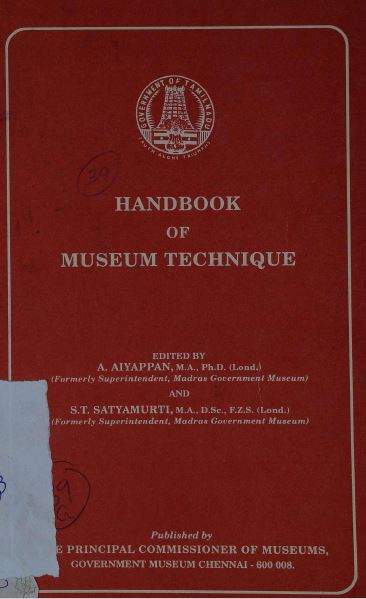 GOVERNMENT OF TAMILNADU
TRUTH ALONE TRIUMPHS
39
HANDBOOK
OF
MUSEUM TECHNIQUE
EDITED BY
A. AIYAPPAN, M.A., Ph.D. (Lond.)
(Formerly Superintendent, Madras Government Museum)
AND
S.T. SATYAMURTI, M.A., D.Sc., F.Z.S. (Lond.)
(Formerly Superintendent, Madras Government Museum)
Published by
E PRINCIPAL COMMISSIONER OF MUSEUMS,
GOVERNMENT MUSEUM CHENNAI - 600 008.